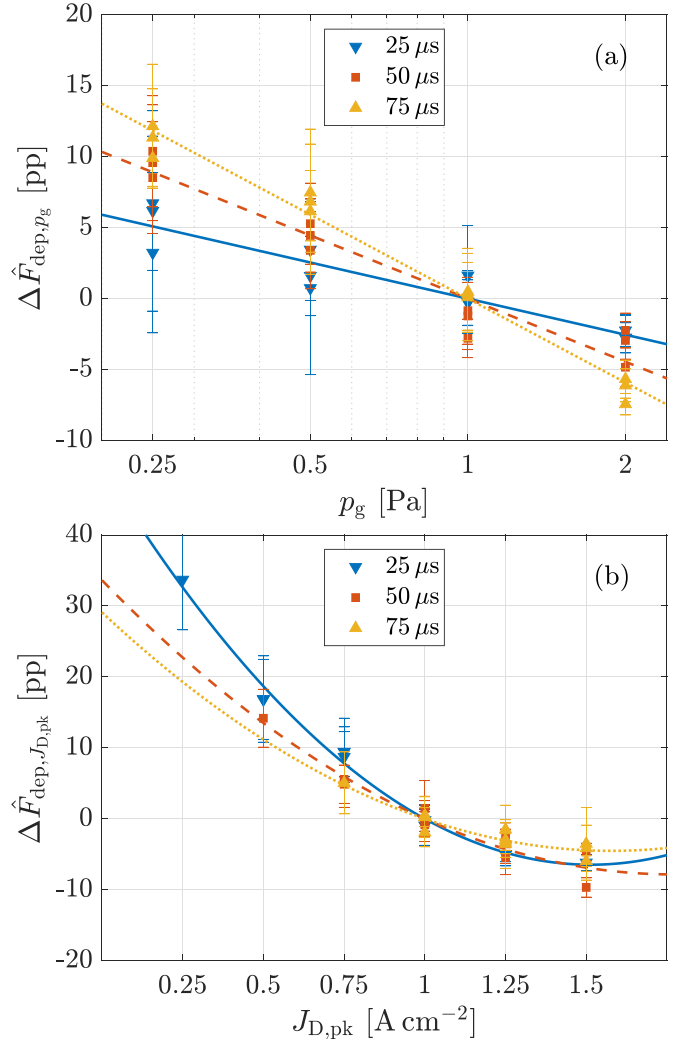 20
15
10
5
0
-5
-10
ΔF̂dep,pg [pp]
25 μs
50 μs
75 μs
(a)
0.25 0.5 1 2
pg [Pa]
40
30
20
10
0
-10
-20
ΔF̂dep,JD,pk [pp]
25 μs
50 μs
75 μs
(b)
0.25 0.5 0.75 1 1.25 1.5
JD,pk [A cm−2]